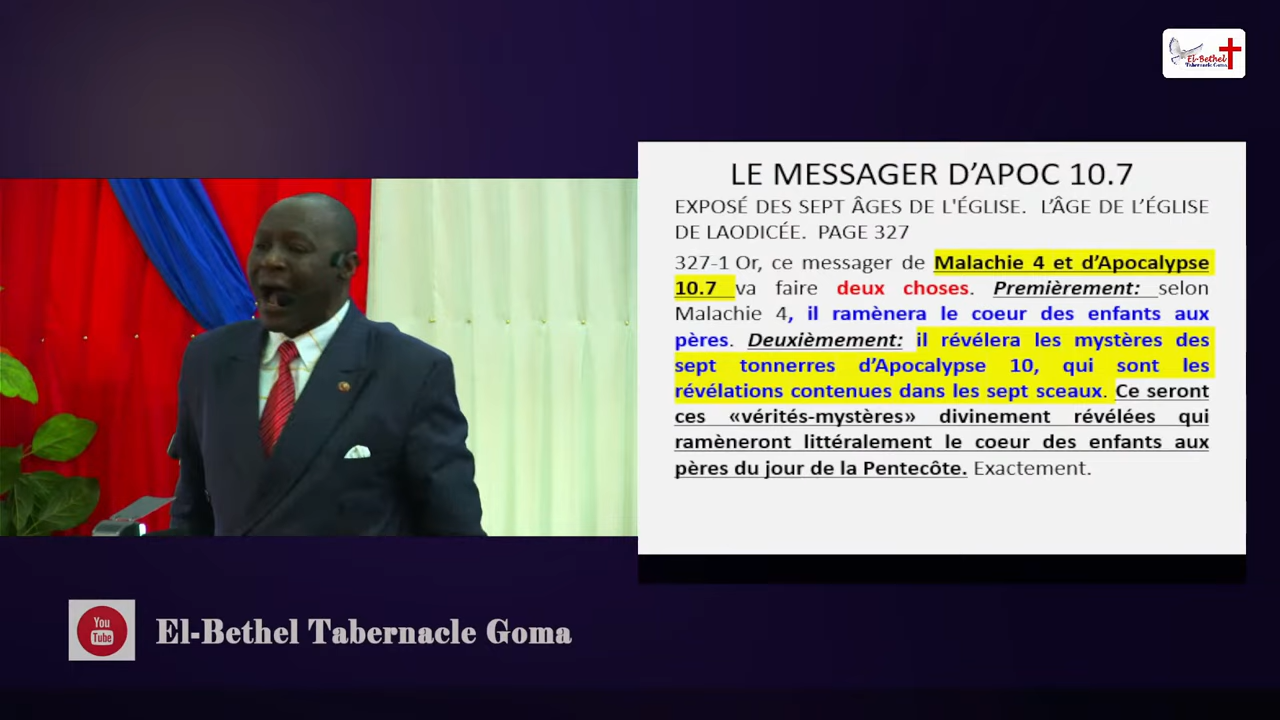 El-Bethel
Tabernacle Goma
LE MESSAGER D’APOC 10.7
EXPOSÉ DES SEPT ÂGES DE L'ÉGLISE. L’ÂGE DE L’ÉGLISE
DE LAODICÉE. PAGE 327
327-1 Or, ce messager de Malachie 4 et d’Apocalypse
10.7 va faire deux choses. Premièrement: selon
Malachie 4, il ramènera le coeur des enfants aux
pères. Deuxièmement: il révélera les mystères des
sept tonnerres d’Apocalypse 10, qui sont les
révélations contenues dans les sept sceaux. Ce seront
ces «vérités-mystères» divinement révélées qui
ramèneront littéralement le coeur des enfants aux
pères du jour de la Pentecôte. Exactement.
You
Tube
El-Bethel Tabernacle Goma